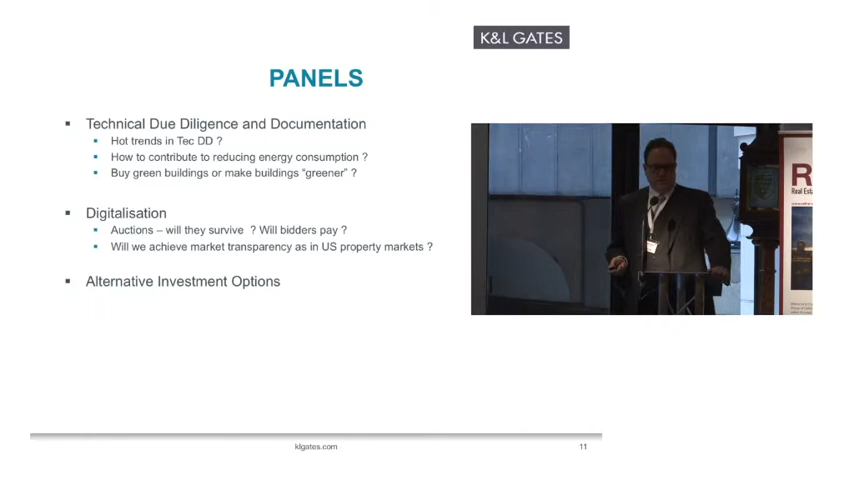 K&L GATES
PANELS
▪ Technical Due Diligence and Documentation
▪ Hot trends in Tec DD ?
▪ How to contribute to reducing energy consumption ?
▪ Buy green buildings or make buildings “greener” ?
▪ Digitalisation
▪ Auctions – will they survive ? Will bidders pay ?
▪ Will we achieve market transparency as in US property markets ?
▪ Alternative Investment Options
R
Real Esta
klgates.com
11